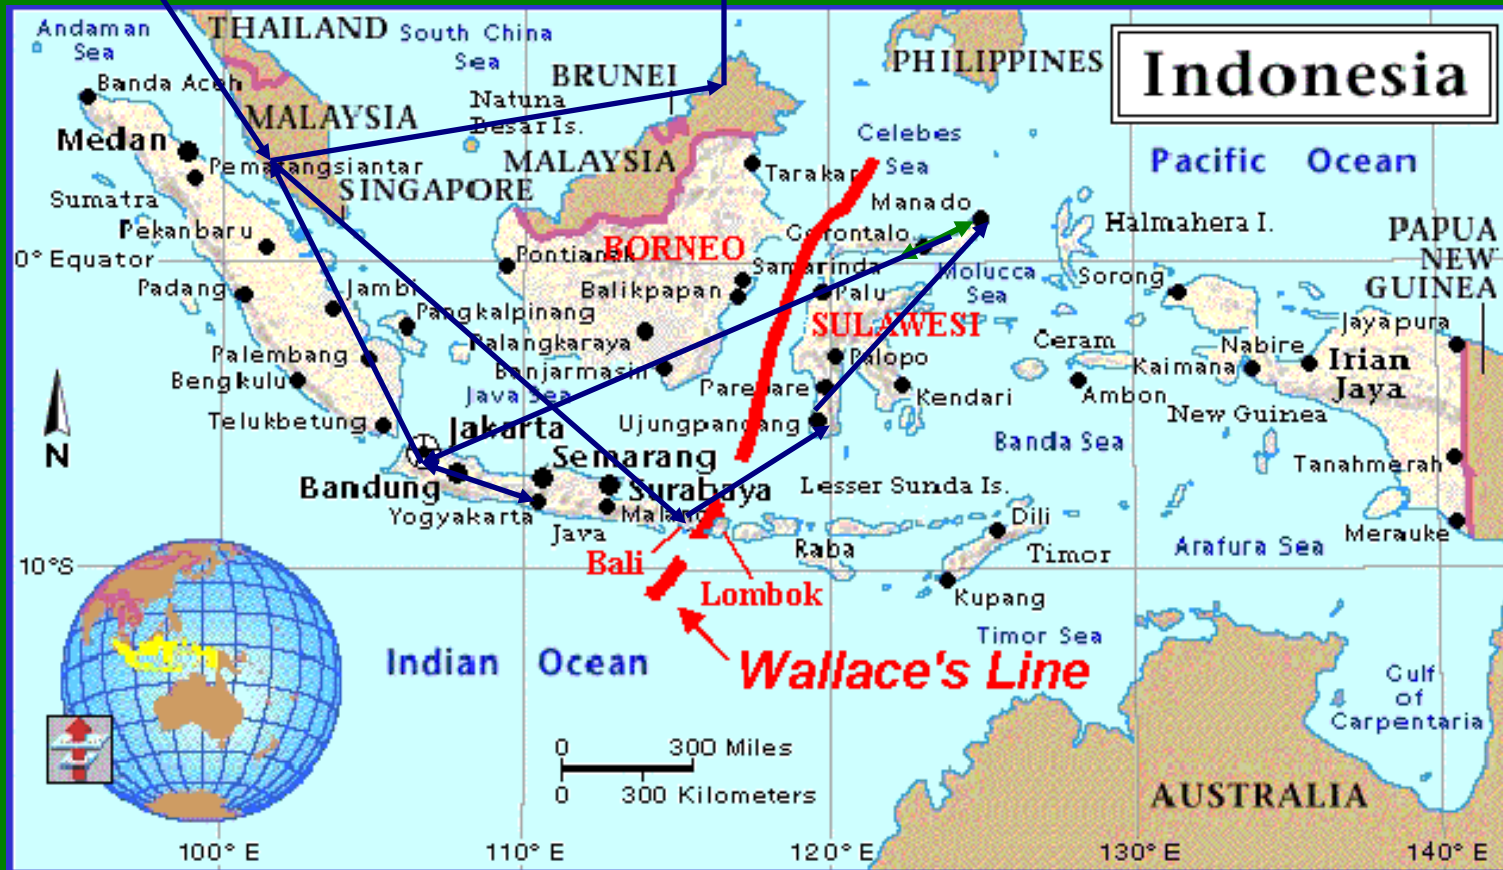 Indonesia
Andaman
Sea
THAILAND
South China
Sea
BRUNEI
PHILIPPINES
Banda Aceh
Natuna
Besar Is.
MALAYSIA
Medan
Celebes
Sea
Pacific Ocean
Pematangsiantar
MALAYSIA
Tarakan
SINGAPORE
Sumatra
Manado
Halmahera I.
Pekanbaru
Gorontalo
PAPUA
NEW
GUINEA
BORNEO
0° Equator
Pontianak
Samarinda
Molucca
Sea
Sorong
Padang
Jambi
Balikpapan
Palu
Pangkalpinang
SULAWESI
Jayapura
Palangkaraya
Ceram
Nabire
Palembang
Palopo
Kaimana
Irian
Jaya
Bengkulu
Banjarmasin
Java Sea
Parepare
Kendari
Ambon
New Guinea
Telukbetung
Jakarta
Ujungpandang
Banda Sea
N
Semarang
Tanahmerah
Bandung
Surabaya
Lesser Sunda Is.
Yogyakarta
Malang
Dili
Java
Merauke
Raba
Timor
Arafura Sea
Bali
10°S
Lombok
Kupang
Timor Sea
Indian Ocean
Wallace's Line
Gulf
of
Carpentaria
0 300 Miles
0 300 Kilometers
AUSTRALIA
100° E
110° E
120° E
130° E
140° E